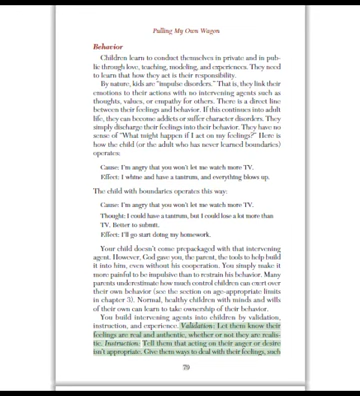 Pulling My Own Wagon
Behavior
Children learn to conduct themselves in private and in pub-
lic through love, teaching, modeling, and experiences. They need
to learn that how they act is their responsibility.
By nature, kids are "impulse disorders." That is, they link their
emotions to their actions with no intervening agents such as
thoughts, values, or empathy for others. There is a direct line
between their feelings and behavior. If this continues into adult
life, they can become addicts or suffer character disorders. They
simply discharge their feelings into their behavior. They have no
sense of "What might happen if I act on my feelings?" Here is
how the child (or the adult who has never learned boundaries)
operates:
Cause: I'm angry that you won't let me watch more TV.
Effect: I whine and have a tantrum, and everything blows up.
The child with boundaries operates this way:
Cause: I'm angry that you won't let me watch more TV.
Thought: I could have a tantrum, but I could lose a lot more than
TV. Better to submit.
Effect: I'll go start doing my homework.
Your child doesn't come prepackaged with that intervening
agent. However, God gave you, the parent, the tools to help build
it into him, even without his cooperation. You simply make it
more painful to be impulsive than to restrain his behavior. Many
parents underestimate how much control children can exert over
their own behavior (see the section on age-appropriate limits
in chapter 3). Normal, healthy children with minds and wills
of their own can learn to take ownership of their behavior.
You build intervening agents into children by validation,
instruction, and experience. Validation: Let them know their
feelings are real and authentic, whether or not they are realis-
tic. Instruction: Tell them that acting on their anger or desire
isn't appropriate. Give them ways to deal with their feelings, such
79